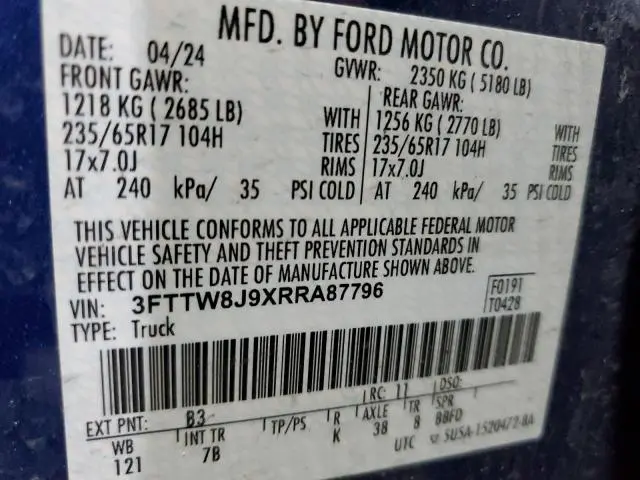 MFD. BY FORD MOTOR CO.
DATE: 04/24
GVWR: 2350 KG ( 5180 LB)
FRONT GAWR:
1218 KG ( 2685 LB)
235/65R17 104H
17x7.0J
WITH
TIRES
RIMS
AT 240 kPa/ 35 PSI COLD
REAR GAWR:
1256 KG ( 2770 LB)
235/65R17 104H
17x7.0J
WITH
TIRES
RIMS
AT 240 kPa/ 35 PSI COLD
THIS VEHICLE CONFORMS TO ALL APPLICABLE FEDERAL MOTOR
VEHICLE SAFETY AND THEFT PREVENTION STANDARDS IN
EFFECT ON THE DATE OF MANUFACTURE SHOWN ABOVE.
VIN: 3FTTW8J9XRRA87796
TYPE: Truck
F0191
T0428
EXT PNT: B3 RC: 11 DSO:
WB INT TR TP/PS R AXLE TR SPR
121 7B K 38 8 88FD
UTC 5USA-1520472-BA